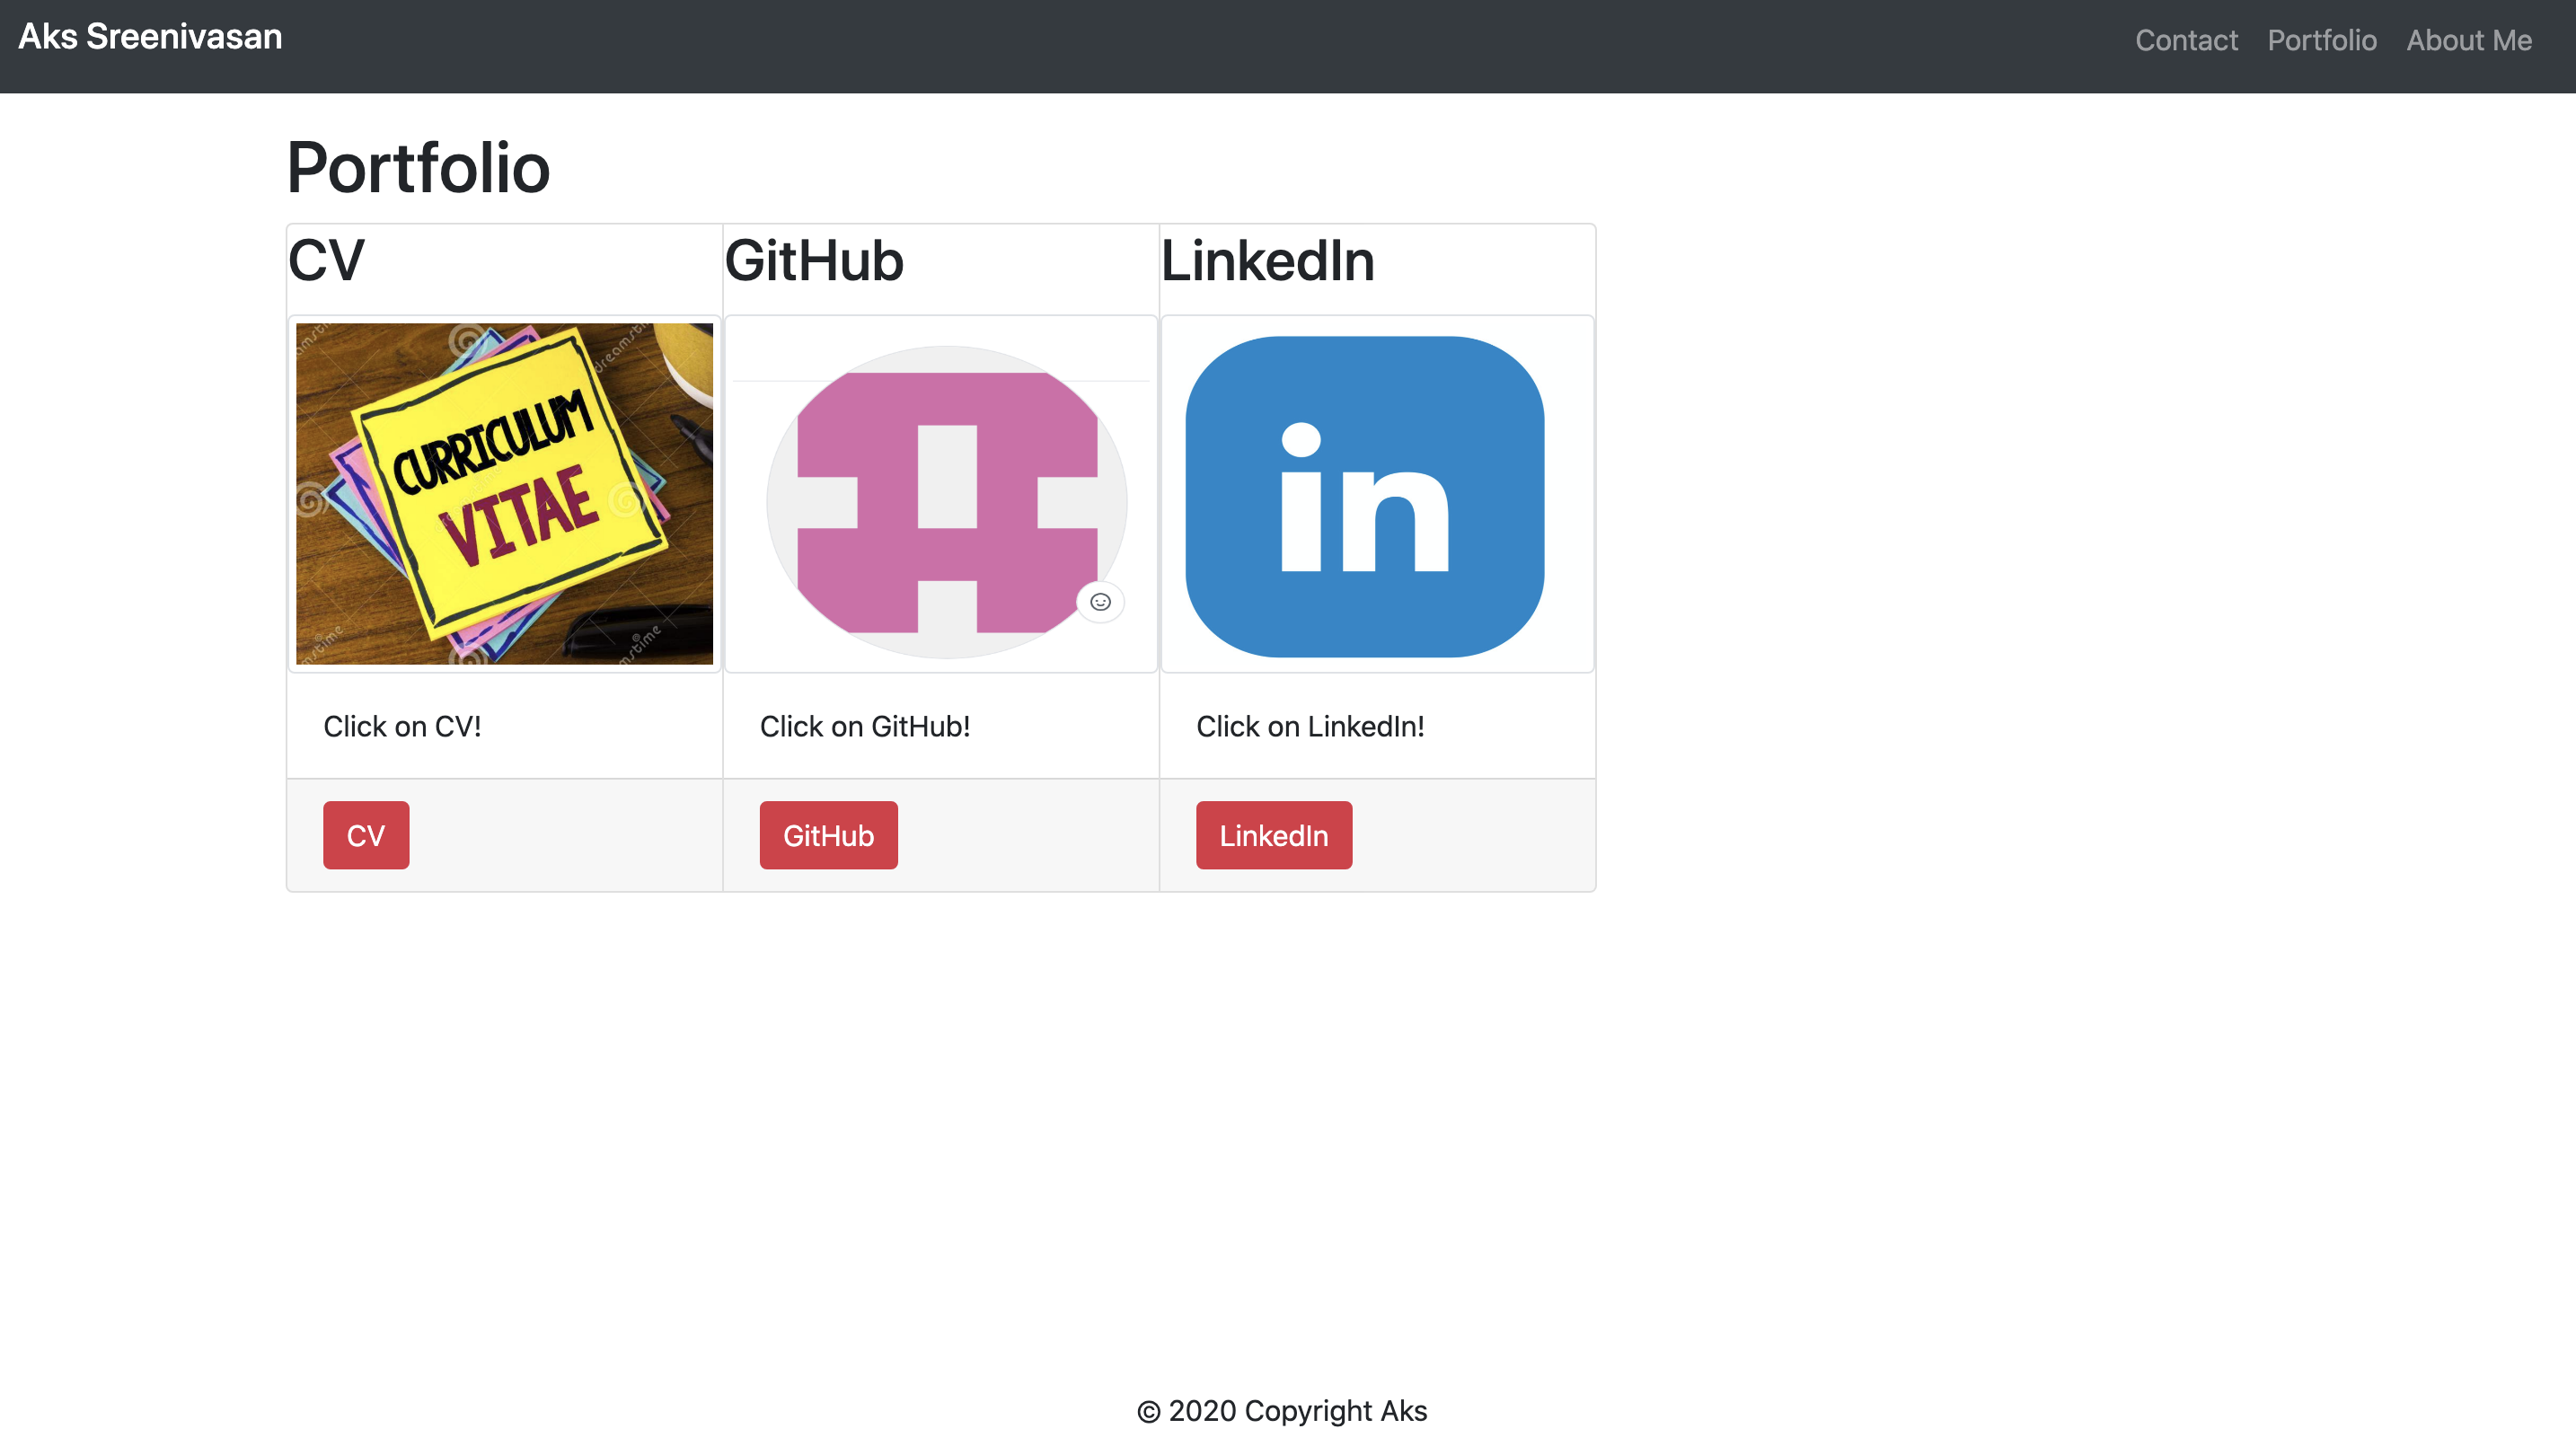 Aks Sreenivasan
Contact Portfolio About Me
Portfolio
CV GitHub LinkedIn
CURRICULUM
VITAE
in
Click on CV! Click on GitHub! Click on LinkedIn!
CV GitHub LinkedIn
© 2020 Copyright Aks